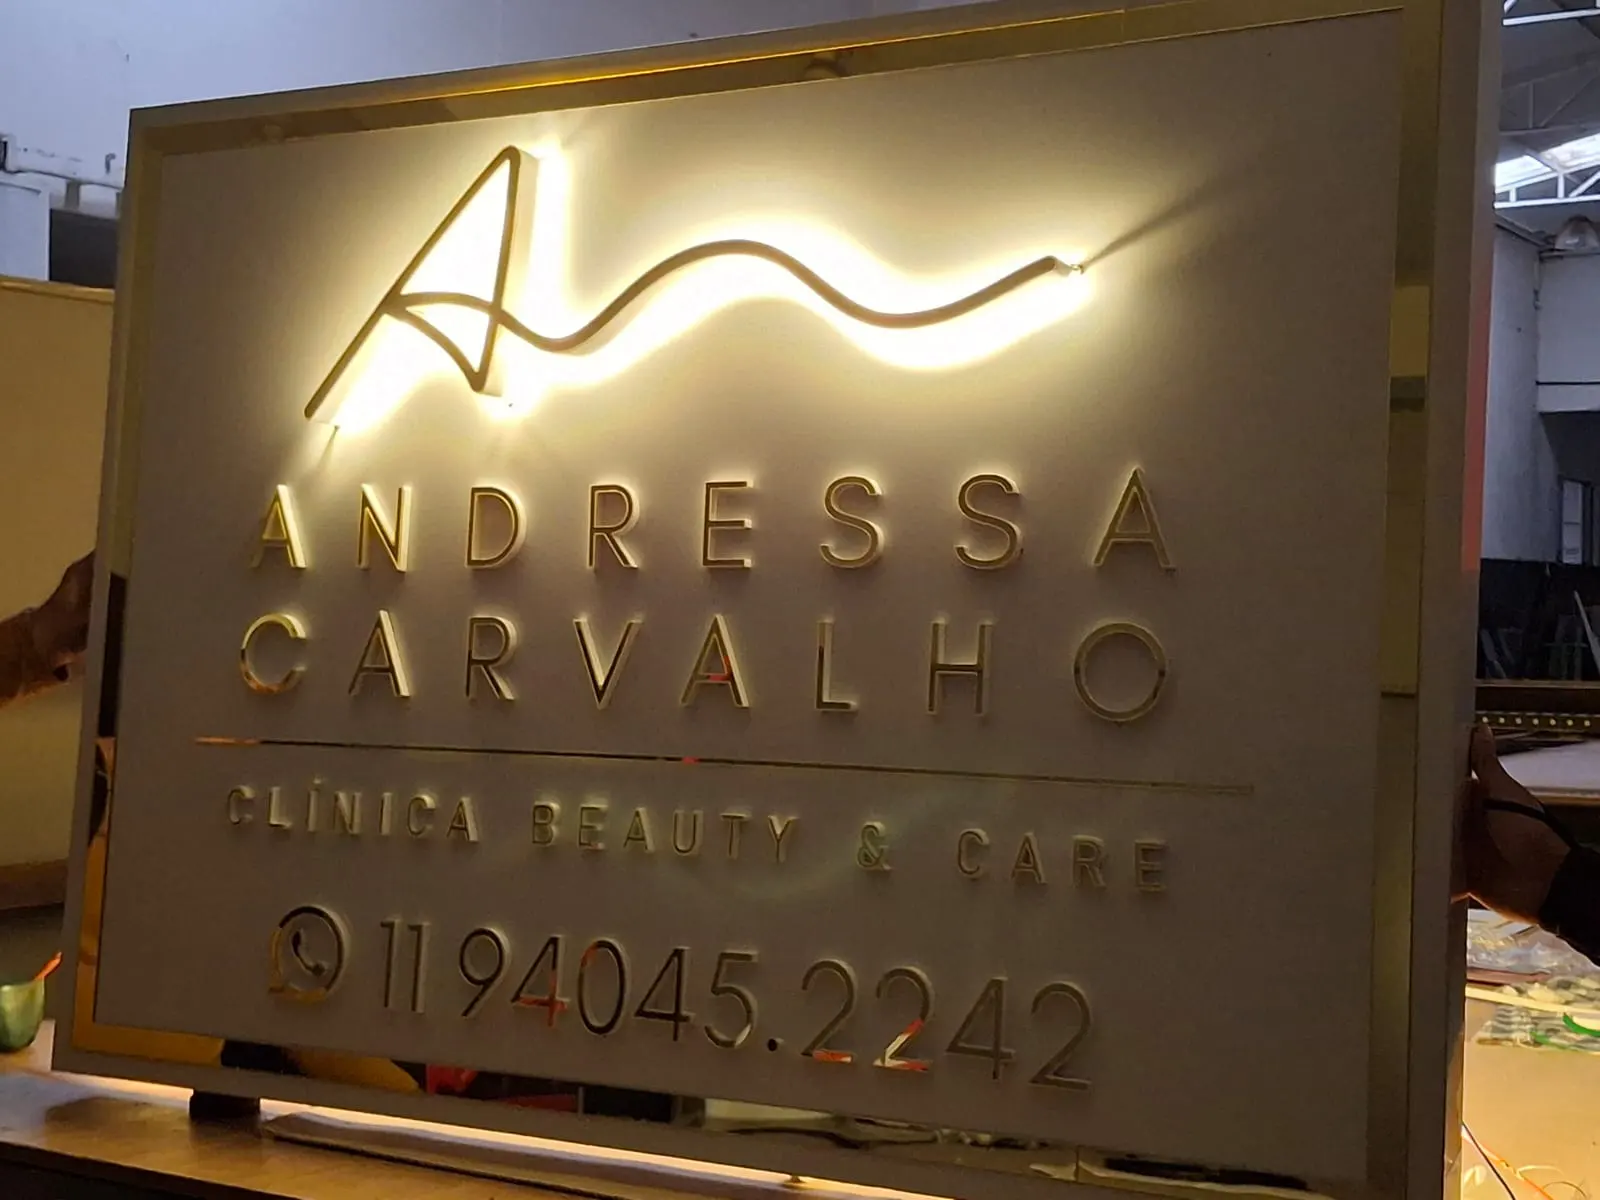 ANDRESSA
CARVALHO
CLÍNICA BEAUTY & CARE
11 94045.2242